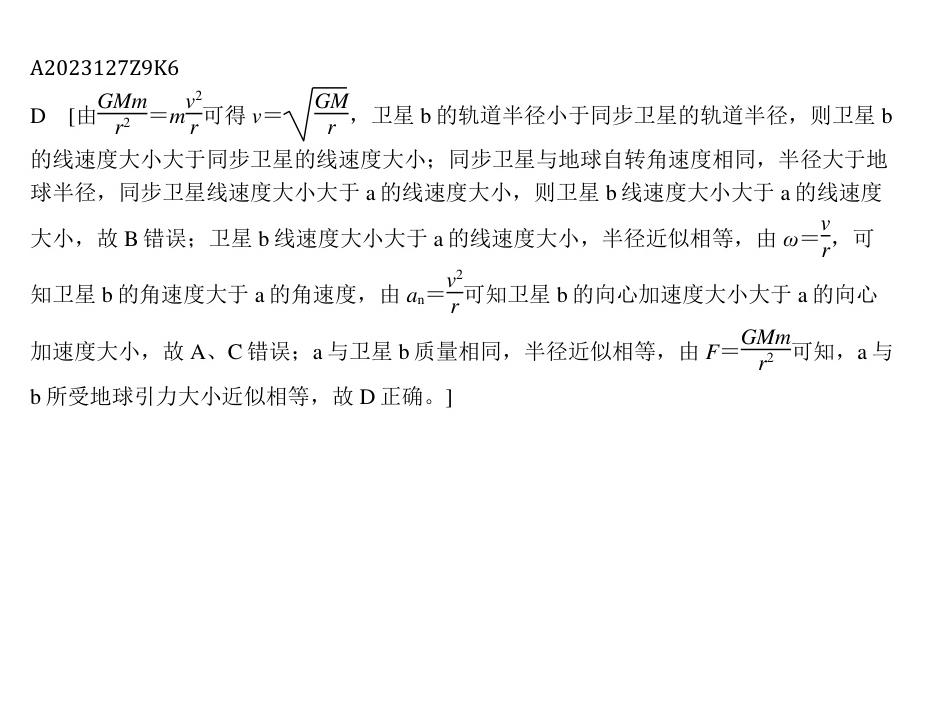 A2023127Z9K6
D [由\frac{GMm}{r^2}=m\frac{v^2}{r}可得 v=\sqrt{\frac{GM}{r}}，卫星 b 的轨道半径小于同步卫星的轨道半径，则卫星 b
的线速度大小大于同步卫星的线速度大小；同步卫星与地球自转角速度相同，半径大于地
球半径，同步卫星线速度大小大于 a 的线速度大小，则卫星 b 线速度大小大于 a 的线速度
大小，故 B 错误；卫星 b 线速度大小大于 a 的线速度大小，半径近似相等，由 ω=\frac{v}{r}，可
知卫星 b 的角速度大于 a 的角速度，由 a_n=\frac{v^2}{r}可知卫星 b 的向心加速度大小大于 a 的向心
加速度大小，故 A、C 错误；a 与卫星 b 质量相同，半径近似相等，由 F=\frac{GMm}{r^2}可知，a 与
b 所受地球引力大小近似相等，故 D 正确。]